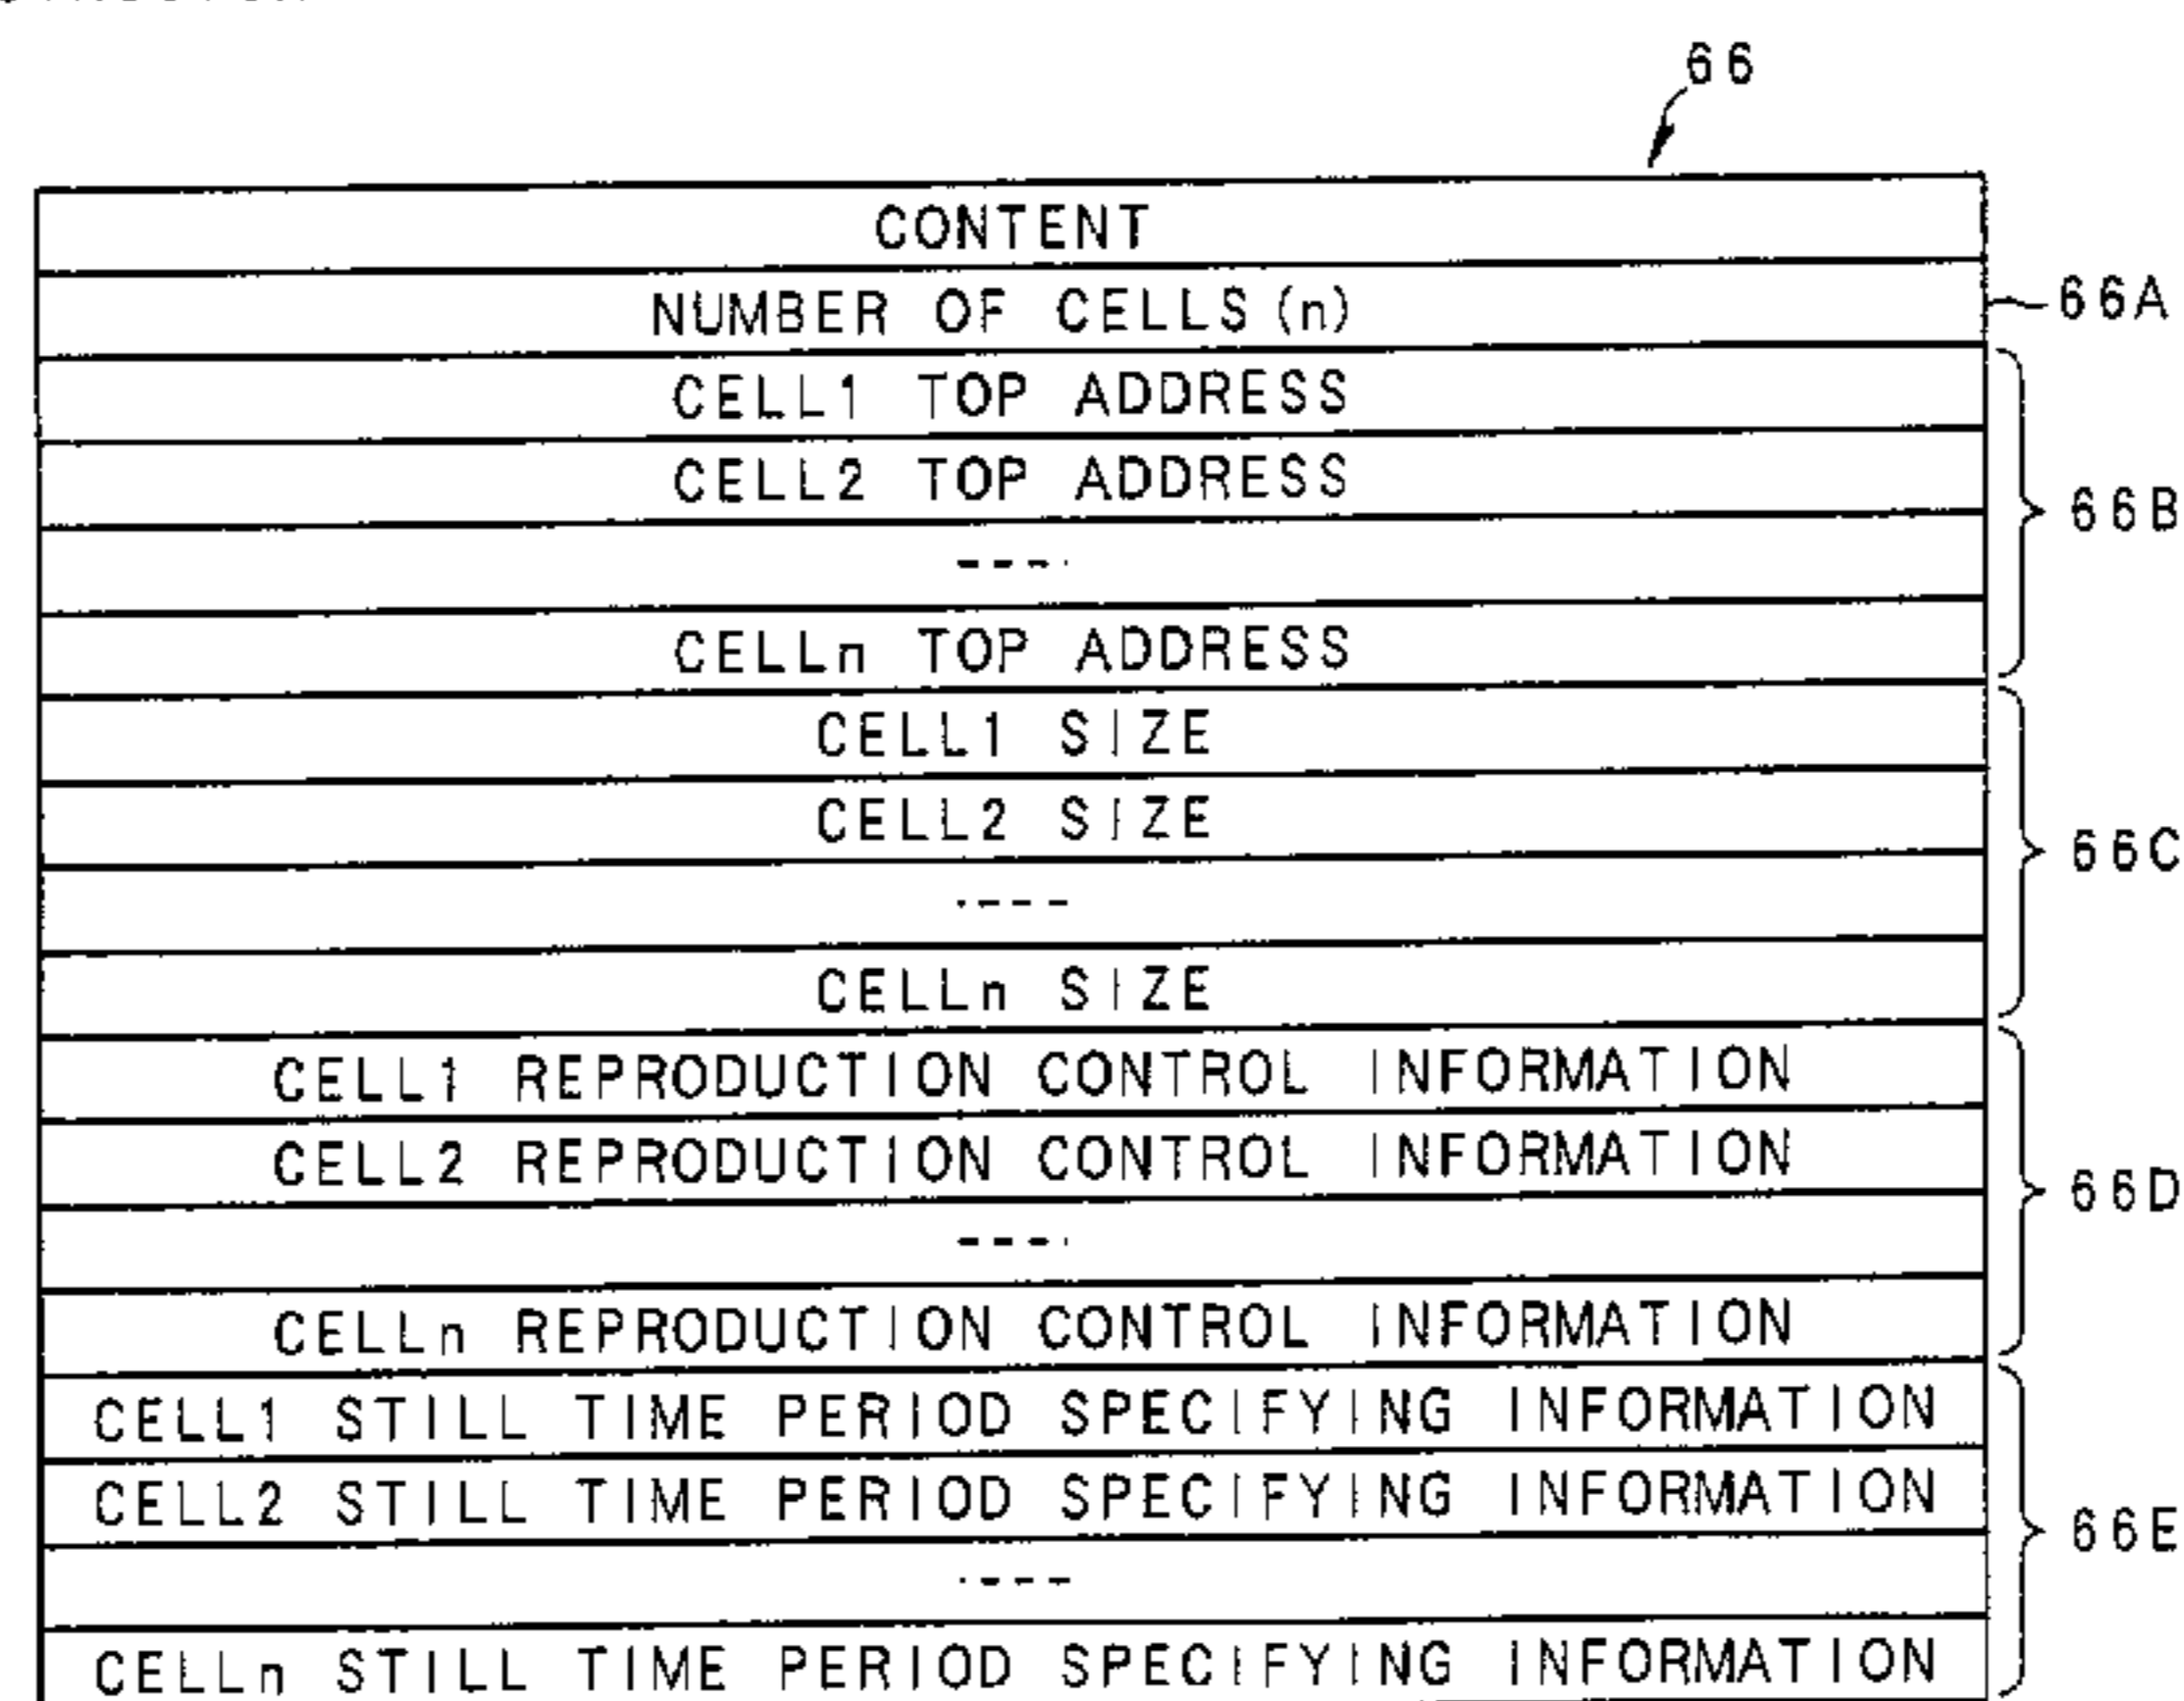 66
CONTENT
NUMBER OF CELLS(n) 66A
CELL1 TOP ADDRESS
CELL2 TOP ADDRESS
66B
----
CELLn TOP ADDRESS
CELL1 SIZE
CELL2 SIZE
66C
----
CELLn SIZE
CELL1 REPRODUCTION CONTROL INFORMATION
CELL2 REPRODUCTION CONTROL INFORMATION
66D
----
CELLn REPRODUCTION CONTROL INFORMATION
CELL1 STILL TIME PERIOD SPECIFYING INFORMATION
CELL2 STILL TIME PERIOD SPECIFYING INFORMATION
66E
----
CELLn STILL TIME PERIOD SPECIFYING INFORMATION